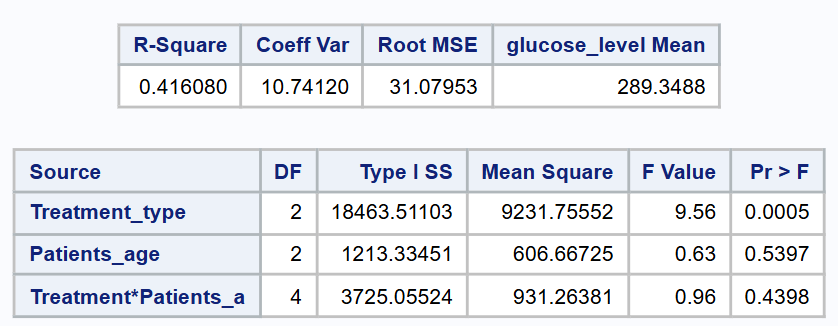 R-Square Coeff Var Root MSE glucose_level Mean
0.416080 10.74120 31.07953 289.3488
Source DF Type I SS Mean Square F Value Pr > F
Treatment_type 2 18463.51103 9231.75552 9.56 0.0005
Patients_age 2 1213.33451 606.66725 0.63 0.5397
Treatment*Patients_a 4 3725.05524 931.26381 0.96 0.4398